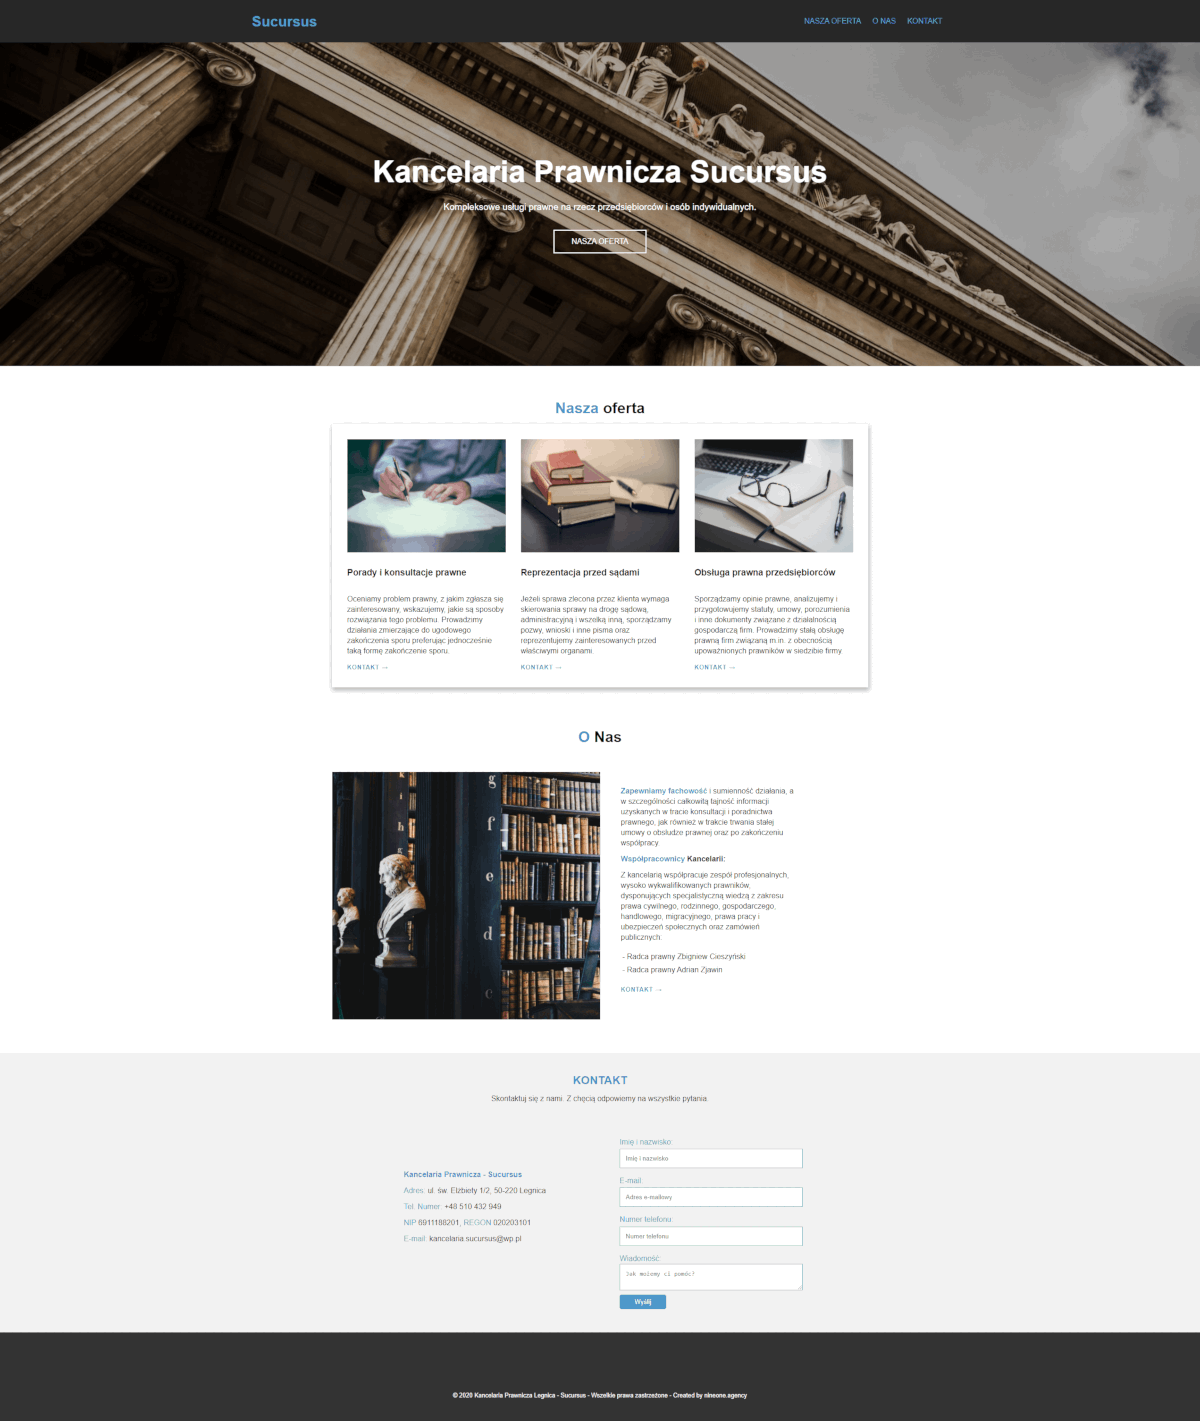 Sucursus
NASZA OFERTA O NAS KONTAKT
Kancelaria Prawnicza Sucursus
Kompleksowe usługi prawne na rzecz przedsiębiorców i osób indywidualnych.
NASZA OFERTA
Nasza oferta
Porady i konsultacje prawne
Oceniamy problem prawny, z jakim zgłasza się
zainteresowany, wskazujemy, jakie są sposoby
rozwiązania tego problemu. Prowadzimy
działania zmierzające do ugodowego
zakończenia sporu preferując jednocześnie
taką formę zakończenie sporu.
KONTAKT →
Reprezentacja przed sądami
Jeżeli sprawa zlecona przez klienta wymaga
skierowania sprawy na drogę sądową,
administracyjną i wszelką inną, sporządzamy
pozwy, wnioski i inne pisma oraz
reprezentujemy zainteresowanych przed
właściwymi organami.
KONTAKT →
Obsługa prawna przedsiębiorców
Sporządzamy opinie prawne, analizujemy i
przygotowujemy statuty, umowy, porozumienia
i inne dokumenty związane z działalnością
gospodarczą firm. Prowadzimy stałą obsługę
prawną firm związaną m.in. z obecnością
upoważnionych prawników w siedzibie firmy.
KONTAKT →
O Nas
k
i
h
g
f
e
d
c
Zapewniamy fachowość i sumienność działania, a
w szczególności całkowitą tajność informacji
uzyskanych w tracie konsultacji i poradnictwa
prawnego, jak również w trakcie trwania stałej
umowy o obsłudze prawnej oraz po zakończeniu
współpracy.
Współpracownicy Kancelarii:
Z kancelarią współpracuje zespół profesjonalnych,
wysoko wykwalifikowanych prawników,
dysponujących specjalistyczną wiedzą z zakresu
prawa cywilnego, rodzinnego, gospodarczego,
handlowego, migracyjnego, prawa pracy i
ubezpieczeń społecznych oraz zamówień
publicznych:
- Radca prawny Zbigniew Cieszyński
- Radca prawny Adrian Zjawin
KONTAKT →
KONTAKT
Skontaktuj się z nami. Z chęcią odpowiemy na wszystkie pytania.
Kancelaria Prawnicza - Sucursus
Adres: ul. św. Elżbiety 1/2, 50-220 Legnica
Tel. Numer: +48 510 432 949
NIP 6911188201, REGON 020203101
E-mail: kancelaria.sucursus@wp.pl
Imię i nazwisko:
Imię i nazwisko
E-mail:
Adres e-mailowy
Numer telefonu:
Numer telefonu
Wiadomość:
Jak możemy ci pomóc?
Wyślij
© 2020 Kancelaria Prawnicza Legnica - Sucursus - Wszelkie prawa zastrzeżone - Created by nineone.agency